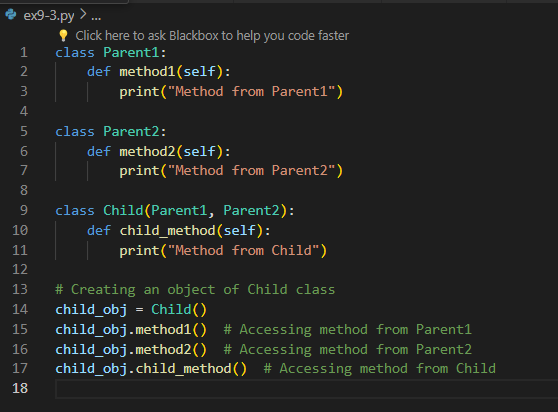 ex9-3.py > ...
Click here to ask Blackbox to help you code faster
1 class Parent1:
2     def method1(self):
3         print("Method from Parent1")
4
5 class Parent2:
6     def method2(self):
7         print("Method from Parent2")
8
9 class Child(Parent1, Parent2):
10     def child_method(self):
11         print("Method from Child")
12
13 # Creating an object of Child class
14 child_obj = Child()
15 child_obj.method1()  # Accessing method from Parent1
16 child_obj.method2()  # Accessing method from Parent2
17 child_obj.child_method()  # Accessing method from Child
18